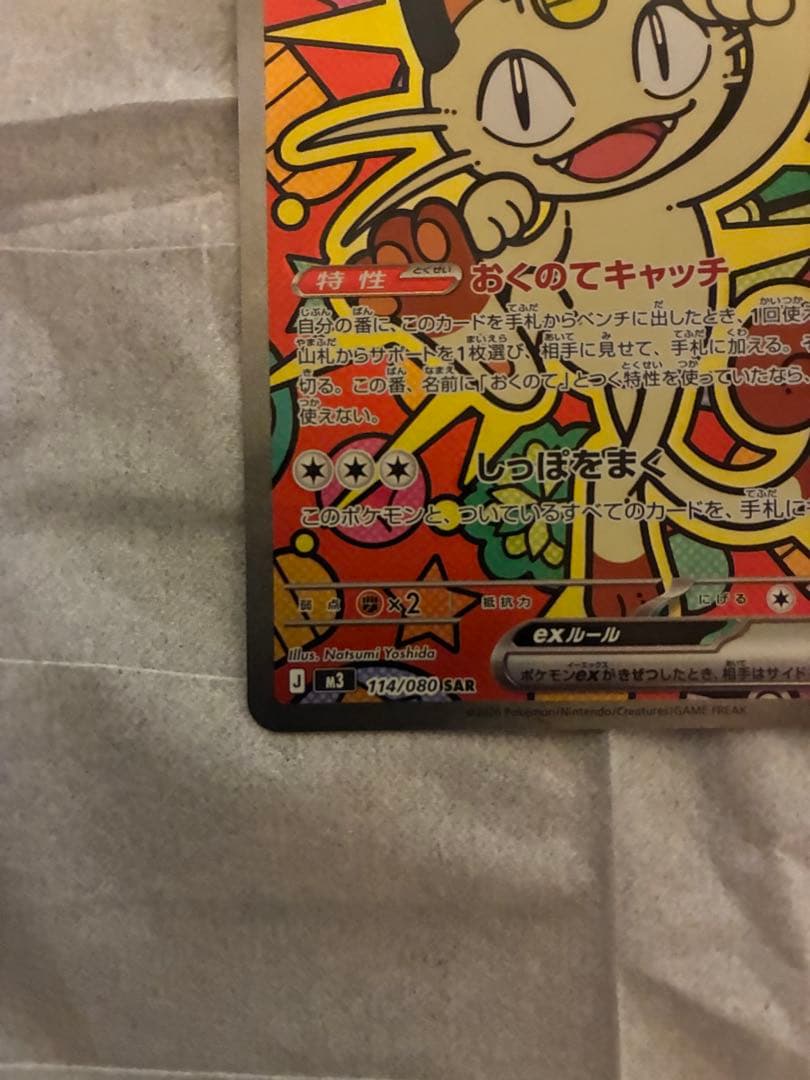 特性 おくのてキャッチ
自分の番に、このカードを手札からベンチに出したとき、1回使え
山札からサポートを1枚選び、相手に見せて、手札に加える。そ
切る。この番、名前に「おくのて」とつく特性を使っていたなら、
使えない。
しっぽをまく
このポケモンと、ついているすべてのカードを、手札に
弱点 ×2 抵抗力 にげる
exルール
ポケモンexがきぜつしたとき、相手はサイド
Illus. Natsumi Yoshida
J M3 114/080 SAR
©2026 Pokémon/Nintendo/Creatures/GAME FREAK